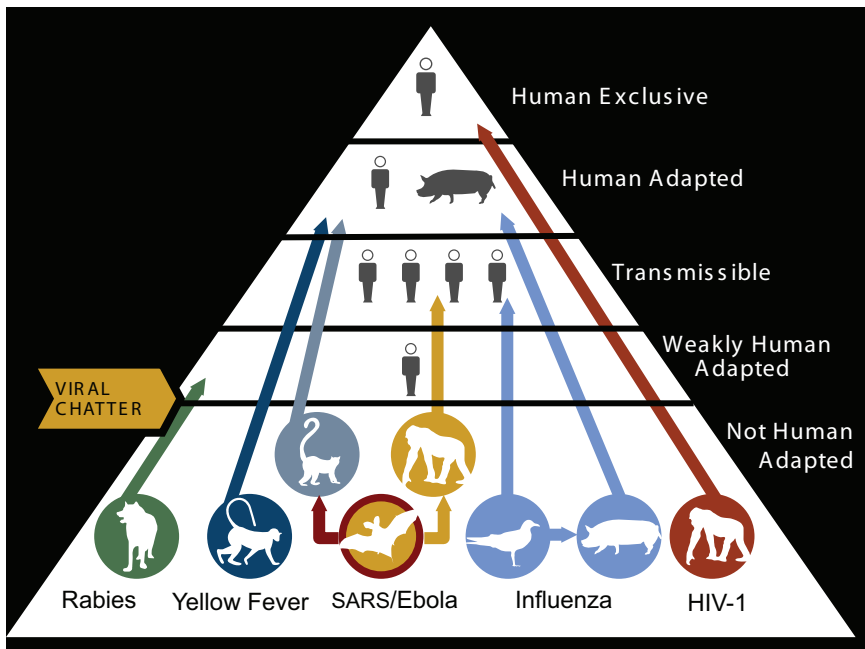 Human Exclusive
Human Adapted
Transmissible
Weakly Human
Adapted
VIRAL
CHATTER
Not Human
Adapted
Rabies
Yellow Fever
SARS/Ebola
Influenza
HIV-1